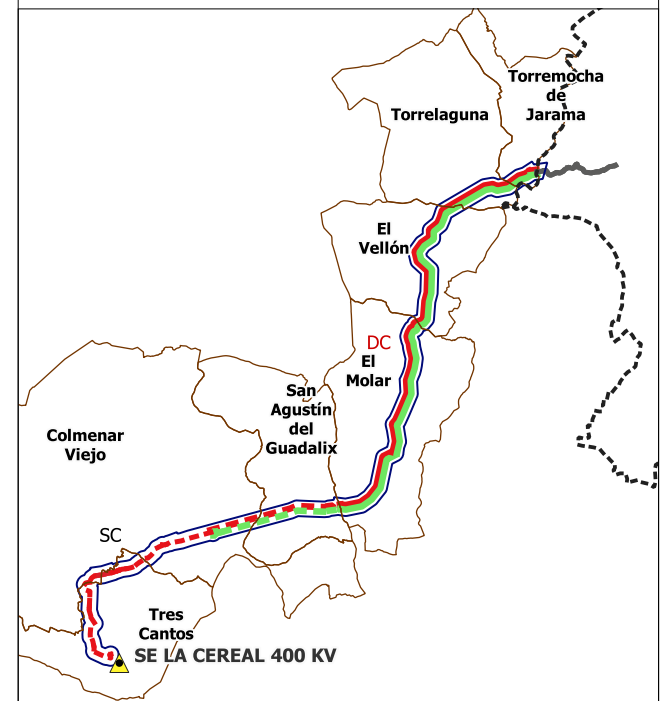 Torremocha
de
Jarama
Torrelaguna
El
Vellón
DC
El
Molar
San
Agustín
del
Guadalix
Colmenar
Viejo
SC
Tres
Cantos
SE LA CEREAL 400 KV